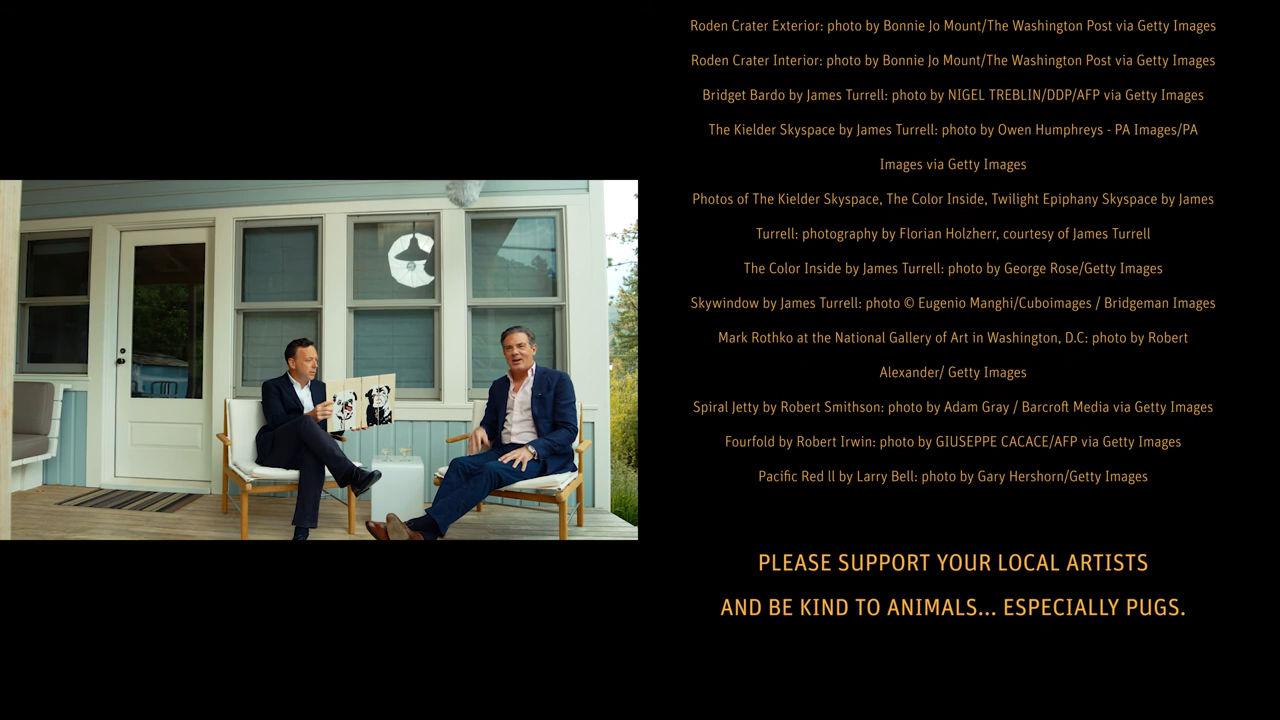 Roden Crater Exterior: photo by Bonnie Jo Mount/The Washington Post via Getty Images
Roden Crater Interior: photo by Bonnie Jo Mount/The Washington Post via Getty Images
Bridget Bardo by James Turrell: photo by NIGEL TREBLIN/DDP/AFP via Getty Images
The Kielder Skyspace by James Turrell: photo by Owen Humphreys - PA Images/PA
Images via Getty Images
Photos of The Kielder Skyspace, The Color Inside, Twilight Epiphany Skyspace by James
Turrell: photography by Florian Holzherr, courtesy of James Turrell
The Color Inside by James Turrell: photo by George Rose/Getty Images
Skywindow by James Turrell: photo © Eugenio Manghi/Cuboimages / Bridgeman Images
Mark Rothko at the National Gallery of Art in Washington, D.C: photo by Robert
Alexander/ Getty Images
Spiral Jetty by Robert Smithson: photo by Adam Gray / Barcroft Media via Getty Images
Fourfold by Robert Irwin: photo by GIUSEPPE CACACE/AFP via Getty Images
Pacific Red ll by Larry Bell: photo by Gary Hershorn/Getty Images
PLEASE SUPPORT YOUR LOCAL ARTISTS
AND BE KIND TO ANIMALS... ESPECIALLY PUGS.